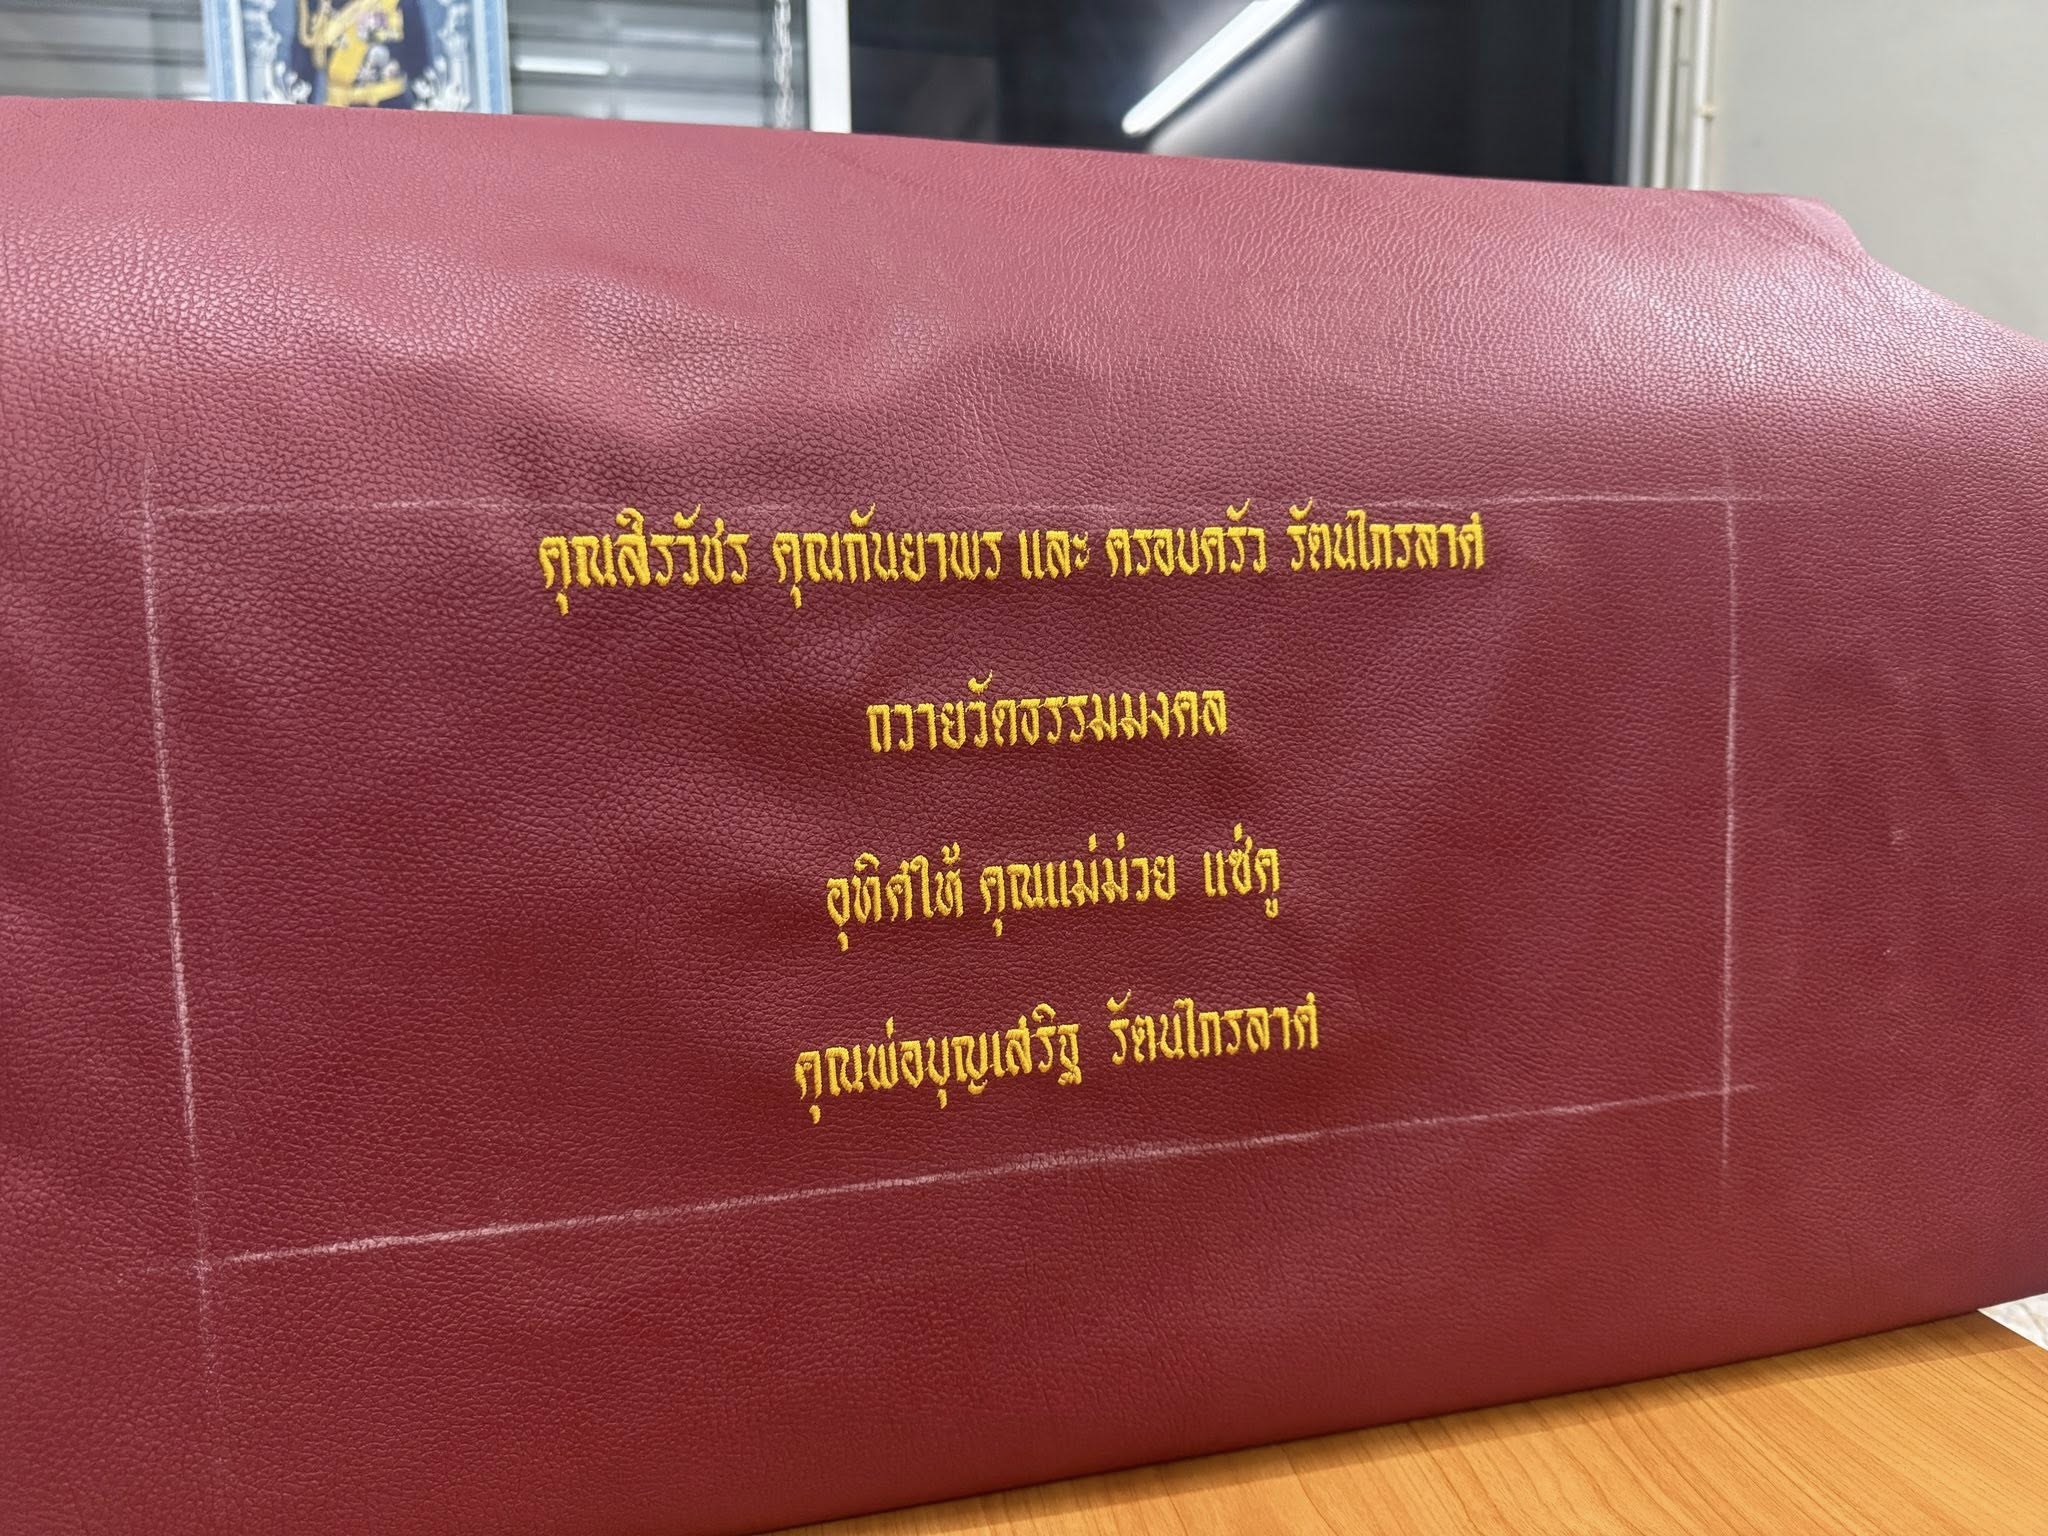 คุณสิรวัชร คุณกันยาพร และ ครอบครัว รัตนไกรลาศ
ถวายวัดธรรมมงคล
อุทิศให้ คุณแม่ม่วย แซ่คู
คุณพ่อบุญเสริฐ รัตนไกรลาศ